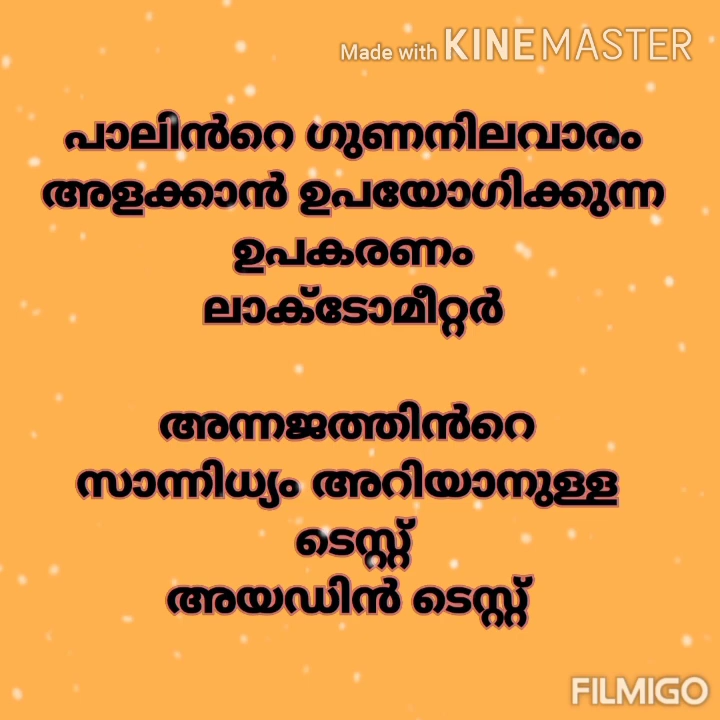 Made with KINEMASTER
പാലിൻറെ ഗുണനിലവാരം
അളക്കാൻ ഉപയോഗിക്കുന്ന
ഉപകരണം
ലാക്ടോമീറ്റർ
അന്നജത്തിൻറെ
സാന്നിധ്യം അറിയാനുള്ള
ടെസ്റ്റ്
അയഡിൻ ടെസ്റ്റ്
FILMIGO